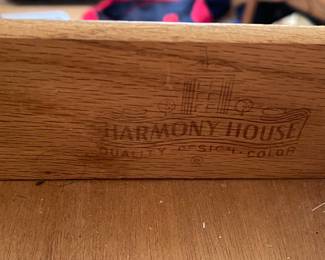 HARMONY HOUSE
QUALITY · DESIGN · COLOR
®